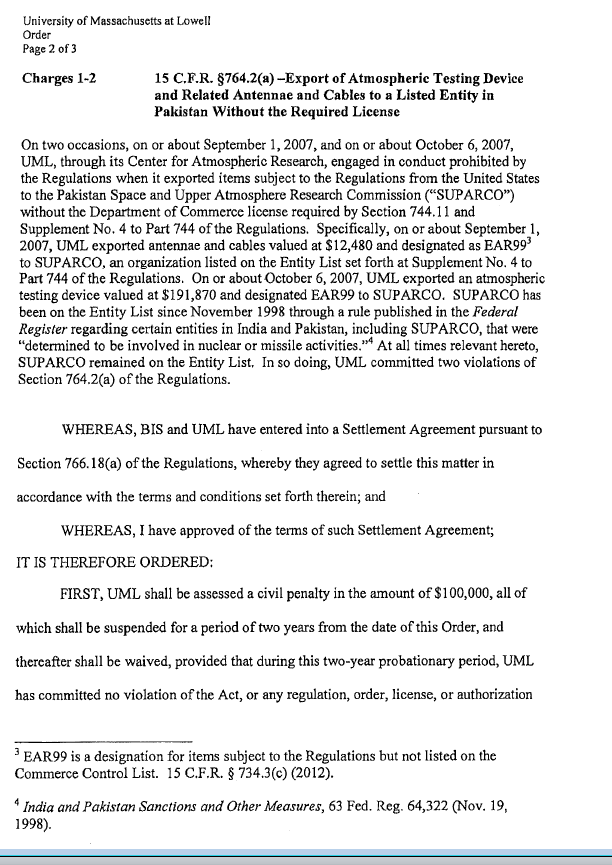 University of Massachusetts at Lowell
Order
Page 2 of 3
Charges 1-2 15 C.F.R. §764.2(a) –Export of Atmospheric Testing Device
and Related Antennae and Cables to a Listed Entity in
Pakistan Without the Required License
On two occasions, on or about September 1, 2007, and on or about October 6, 2007,
UML, through its Center for Atmospheric Research, engaged in conduct prohibited by
the Regulations when it exported items subject to the Regulations from the United States
to the Pakistan Space and Upper Atmosphere Research Commission (“SUPARCO”)
without the Department of Commerce license required by Section 744.11 and
Supplement No. 4 to Part 744 of the Regulations. Specifically, on or about September 1,
2007, UML exported antennae and cables valued at $12,480 and designated as EAR99³
to SUPARCO, an organization listed on the Entity List set forth at Supplement No. 4 to
Part 744 of the Regulations. On or about October 6, 2007, UML exported an atmospheric
testing device valued at $191,870 and designated EAR99 to SUPARCO. SUPARCO has
been on the Entity List since November 1998 through a rule published in the Federal
Register regarding certain entities in India and Pakistan, including SUPARCO, that were
“determined to be involved in nuclear or missile activities.”⁴ At all times relevant hereto,
SUPARCO remained on the Entity List. In so doing, UML committed two violations of
Section 764.2(a) of the Regulations.
WHEREAS, BIS and UML have entered into a Settlement Agreement pursuant to
Section 766.18(a) of the Regulations, whereby they agreed to settle this matter in
accordance with the terms and conditions set forth therein; and
WHEREAS, I have approved of the terms of such Settlement Agreement;
IT IS THEREFORE ORDERED:
FIRST, UML shall be assessed a civil penalty in the amount of $100,000, all of
which shall be suspended for a period of two years from the date of this Order, and
thereafter shall be waived, provided that during this two-year probationary period, UML
has committed no violation of the Act, or any regulation, order, license, or authorization
³ EAR99 is a designation for items subject to the Regulations but not listed on the
Commerce Control List. 15 C.F.R. § 734.3(c) (2012).
⁴ India and Pakistan Sanctions and Other Measures, 63 Fed. Reg. 64,322 (Nov. 19,
1998).